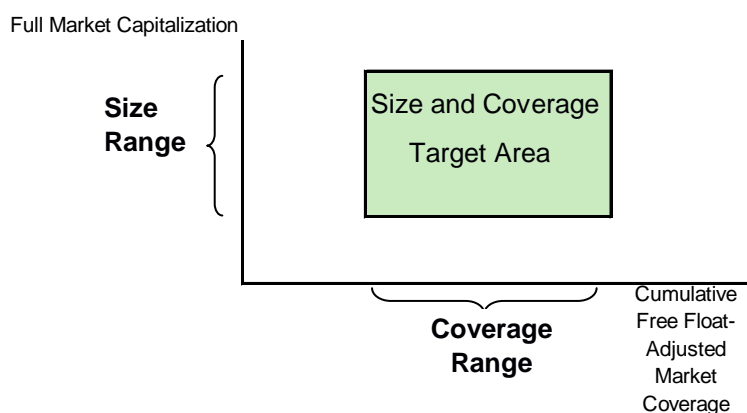 Full Market Capitalization
Size
Range
Size and Coverage
Target Area
Coverage
Range
Cumulative
Free Float-
Adjusted
Market
Coverage